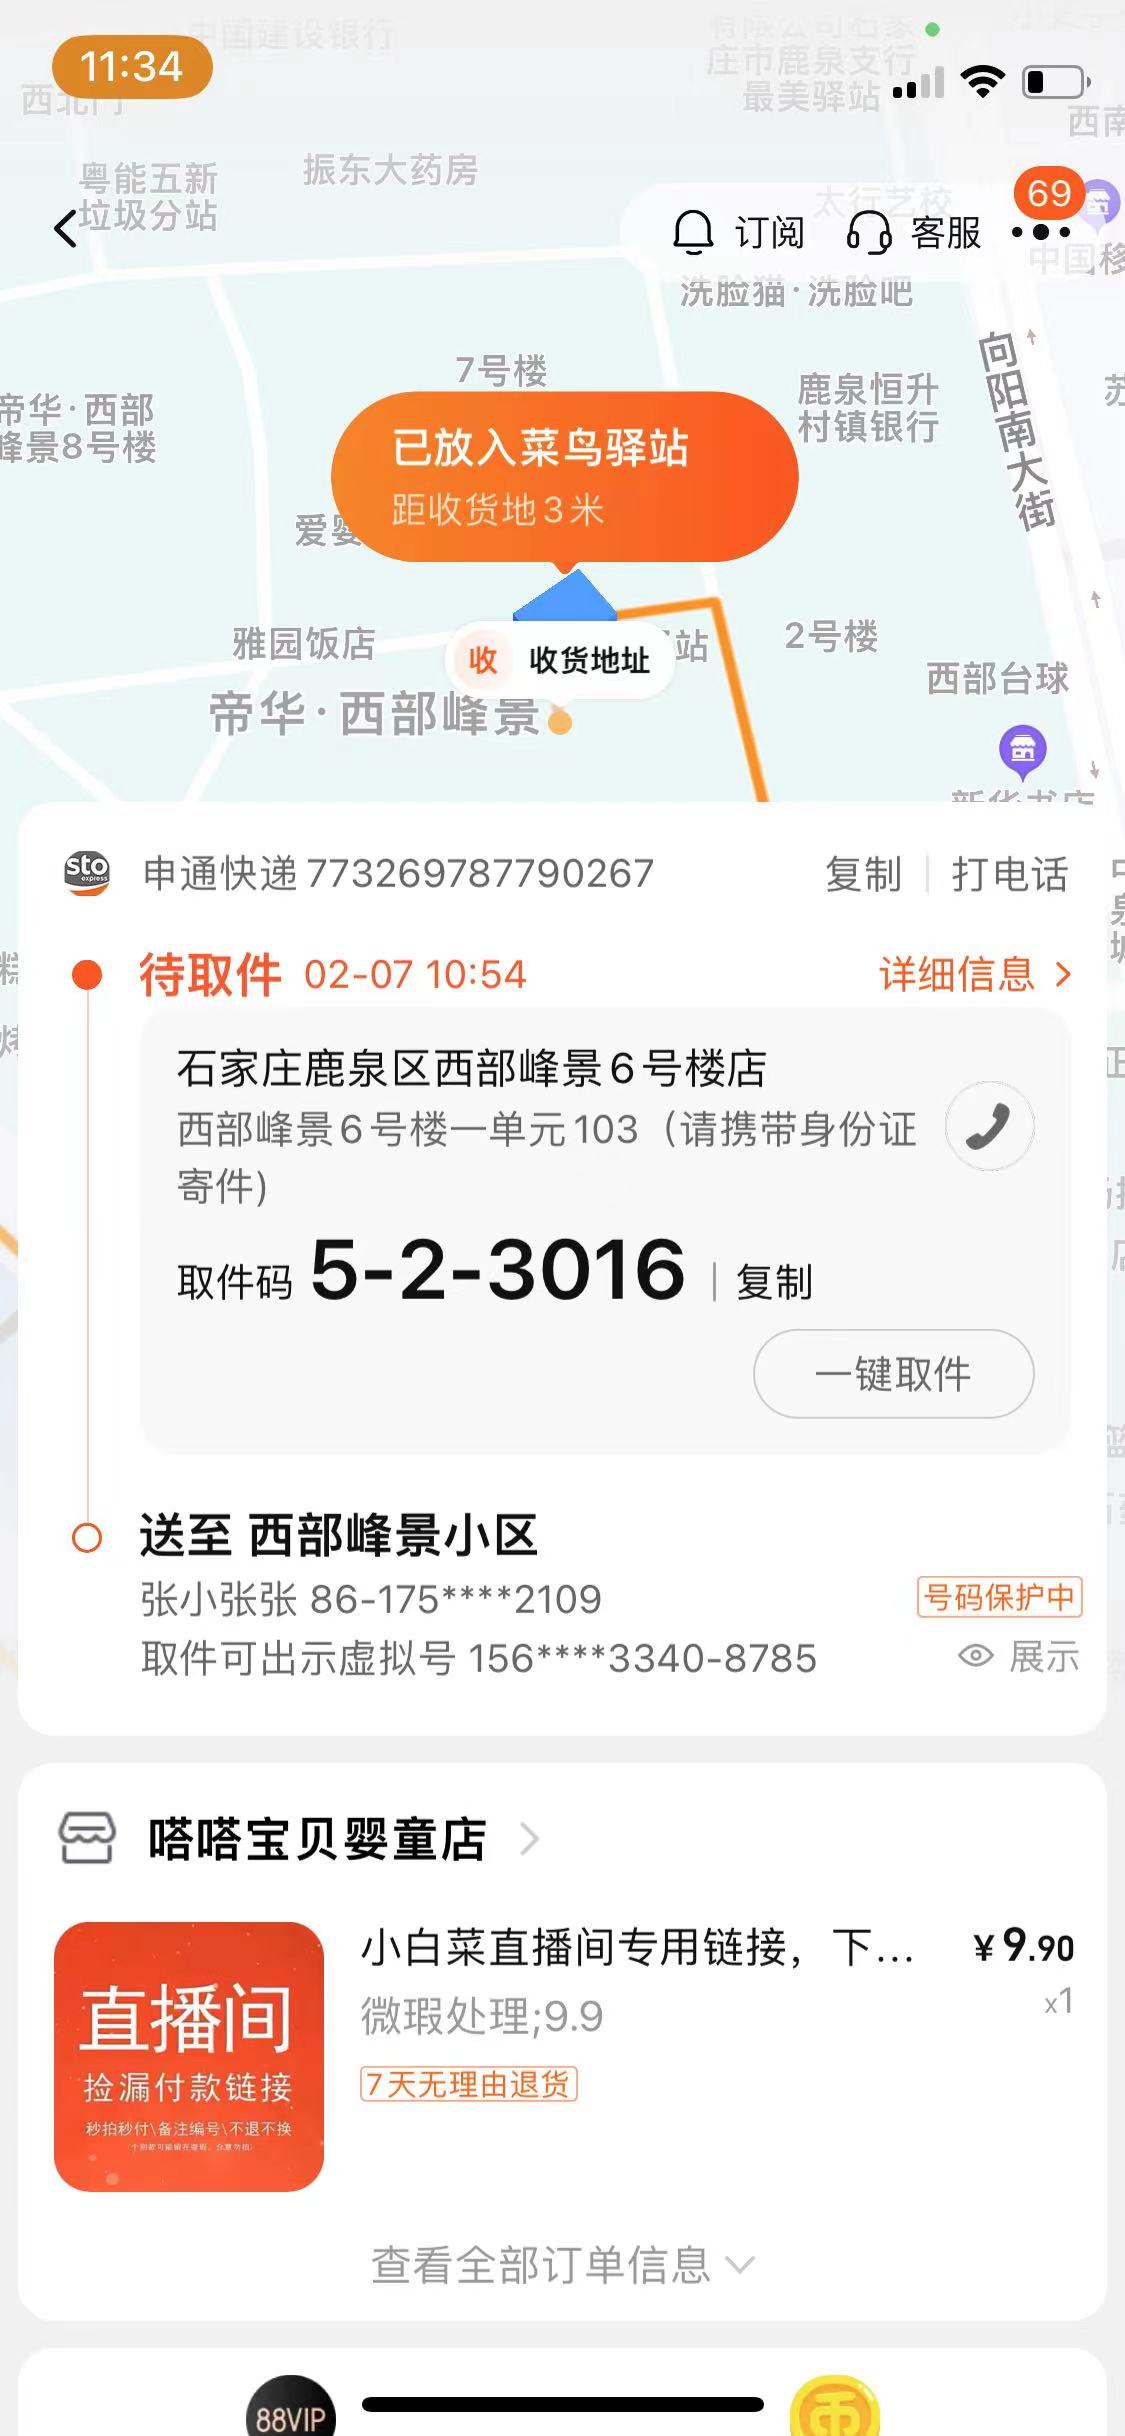 中国建设银行
有限公司石家
庄市鹿泉支行
最美驿站
11:34
西北门
西南
粤能五新
垃圾分站
振东大药房
太行艺校
69
订阅
客服
中国移
洗脸猫·洗脸吧
向阳南大街
7号楼
鹿泉恒升
村镇银行
苏
帝华·西部
峰景8号楼
已放入菜鸟驿站
距收货地3米
爱婴
雅园饭店
站
2号楼
收 收货地址
西部台球
帝华·西部峰景
新华书店
sto
express
申通快递 773269787790267
复制
打电话
待取件 02-07 10:54
详细信息
石家庄鹿泉区西部峰景6号楼店
西部峰景6号楼一单元103（请携带身份证
寄件)
取件码 5-2-3016 | 复制
一键取件
送至 西部峰景小区
张小张张 86-175****2109
号码保护中
取件可出示虚拟号 156****3340-8785
展示
嗒嗒宝贝婴童店
直播间
捡漏付款链接
秒拍秒付\备注编号\不退不换
小白菜直播间专用链接，下...
¥9.90
微瑕处理;9.9
x1
7天无理由退货
查看全部订单信息
88VIP
币